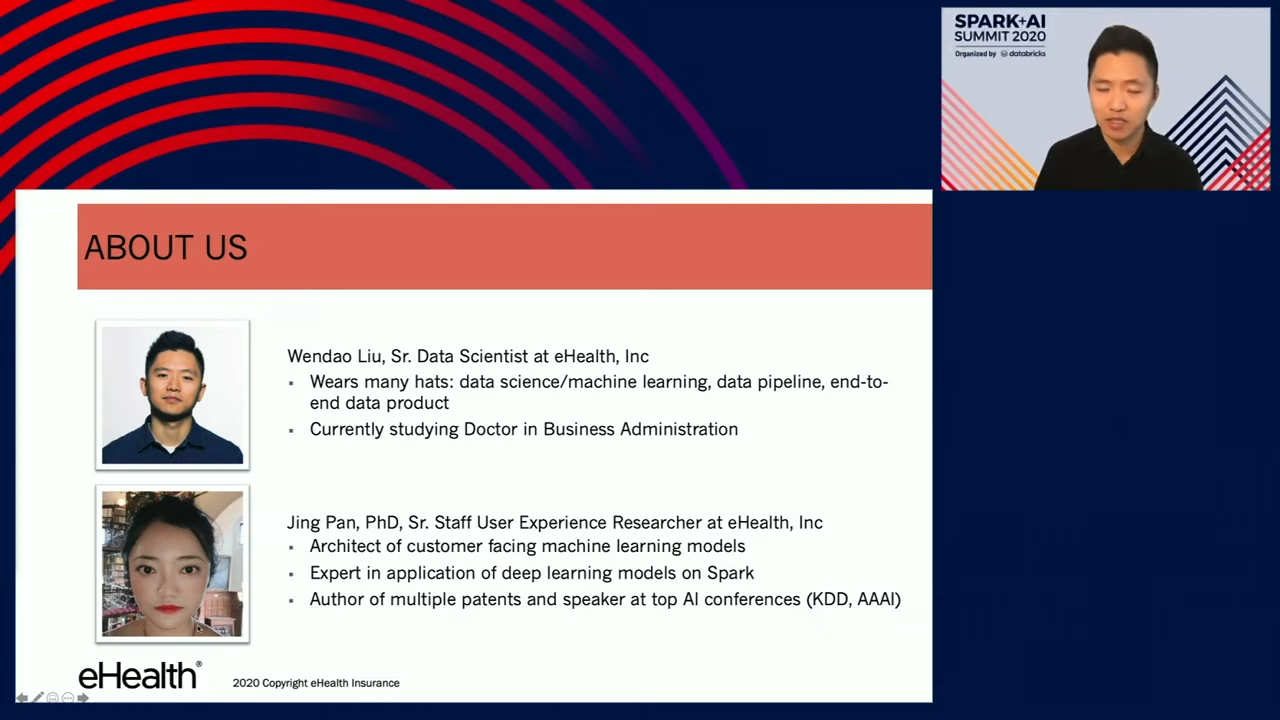 SPARK+AI
SUMMIT 2020
Organized by databricks
ABOUT US
Wendao Liu, Sr. Data Scientist at eHealth, Inc
▪ Wears many hats: data science/machine learning, data pipeline, end-to-
end data product
▪ Currently studying Doctor in Business Administration
Jing Pan, PhD, Sr. Staff User Experience Researcher at eHealth, Inc
▪ Architect of customer facing machine learning models
▪ Expert in application of deep learning models on Spark
▪ Author of multiple patents and speaker at top AI conferences (KDD, AAAI)
eHealth®
2020 Copyright eHealth Insurance